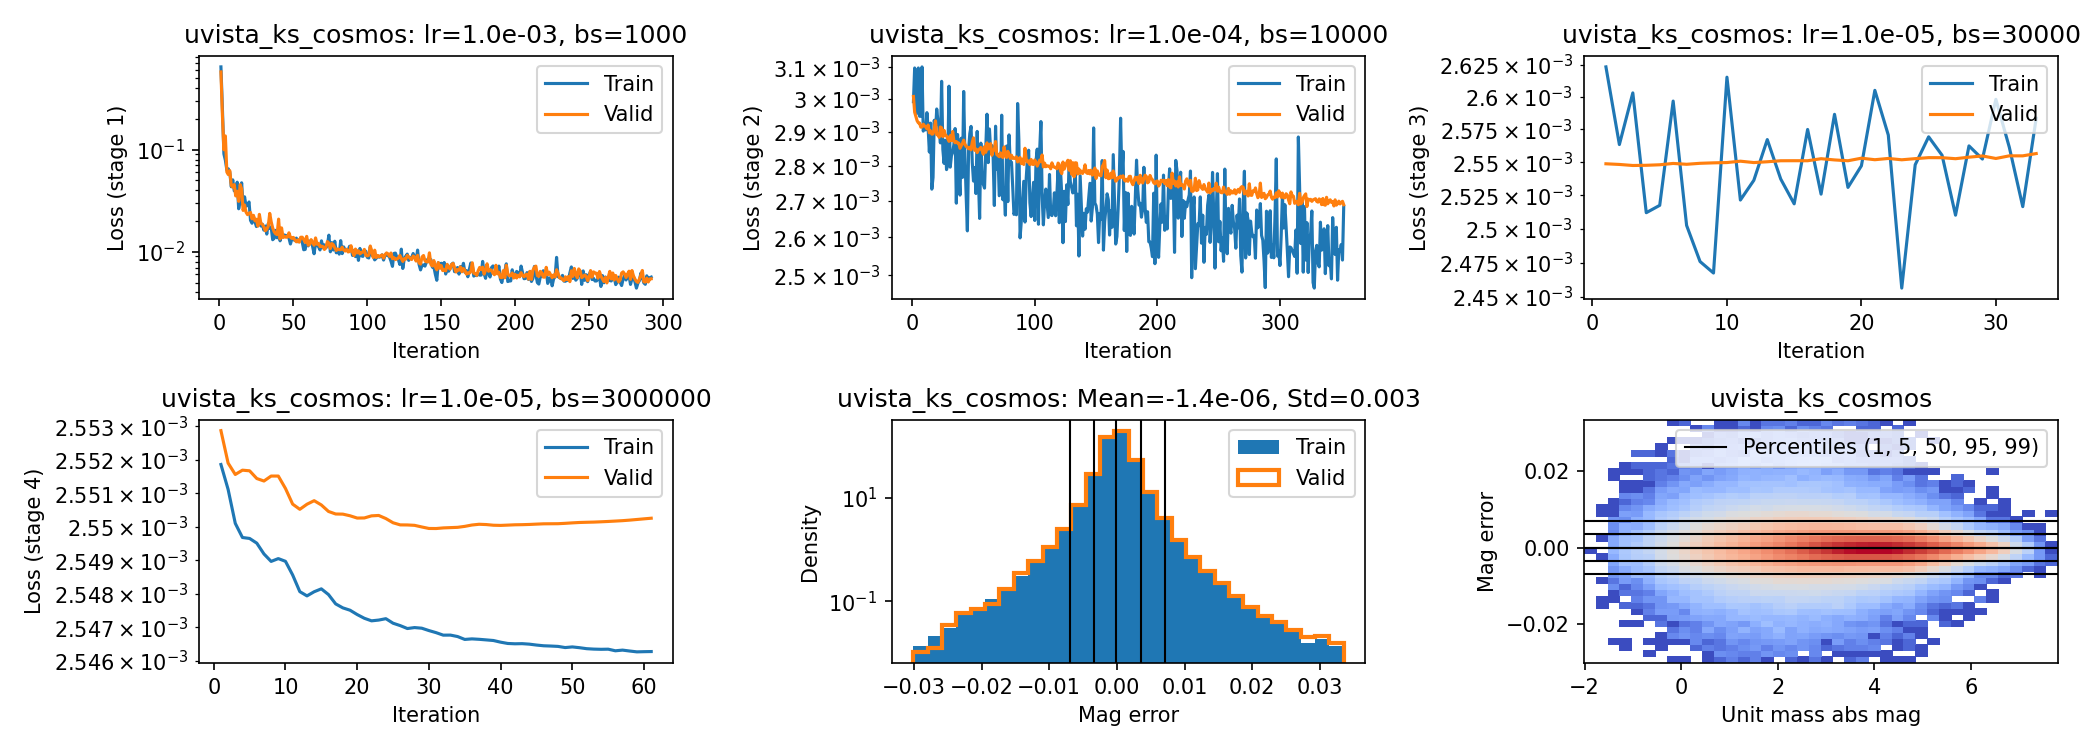 uvista_ks_cosmos: lr=1.0e-03, bs=1000
Loss (stage 1)
10⁻¹
10⁻²
Train
Valid
0 50 100 150 200 250 300
Iteration
uvista_ks_cosmos: lr=1.0e-04, bs=10000
Loss (stage 2)
3.1 × 10⁻³
3 × 10⁻³
2.9 × 10⁻³
2.8 × 10⁻³
2.7 × 10⁻³
2.6 × 10⁻³
2.5 × 10⁻³
Train
Valid
0 100 200 300
Iteration
uvista_ks_cosmos: lr=1.0e-05, bs=30000
Loss (stage 3)
2.625 × 10⁻³
2.6 × 10⁻³
2.575 × 10⁻³
2.55 × 10⁻³
2.525 × 10⁻³
2.5 × 10⁻³
2.475 × 10⁻³
2.45 × 10⁻³
Train
Valid
0 10 20 30
Iteration
uvista_ks_cosmos: lr=1.0e-05, bs=3000000
Loss (stage 4)
2.553 × 10⁻³
2.552 × 10⁻³
2.551 × 10⁻³
2.55 × 10⁻³
2.549 × 10⁻³
2.548 × 10⁻³
2.547 × 10⁻³
2.546 × 10⁻³
Train
Valid
0 10 20 30 40 50 60
Iteration
uvista_ks_cosmos: Mean=-1.4e-06, Std=0.003
Density
10¹
10⁻¹
Train
Valid
−0.03 −0.02 −0.01 0.00 0.01 0.02 0.03
Mag error
uvista_ks_cosmos
Mag error
0.02
0.00
−0.02
Percentiles (1, 5, 50, 95, 99)
−2 0 2 4 6
Unit mass abs mag